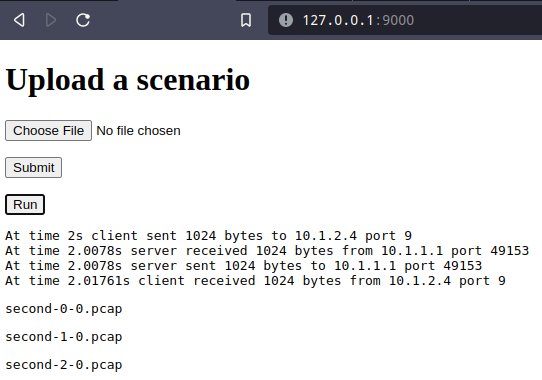 127.0.0.1:9000
Upload a scenario
Choose File No file chosen
Submit
Run
At time 2s client sent 1024 bytes to 10.1.2.4 port 9
At time 2.0078s server received 1024 bytes from 10.1.1.1 port 49153
At time 2.0078s server sent 1024 bytes to 10.1.1.1 port 49153
At time 2.01761s client received 1024 bytes from 10.1.2.4 port 9
second-0-0.pcap
second-1-0.pcap
second-2-0.pcap